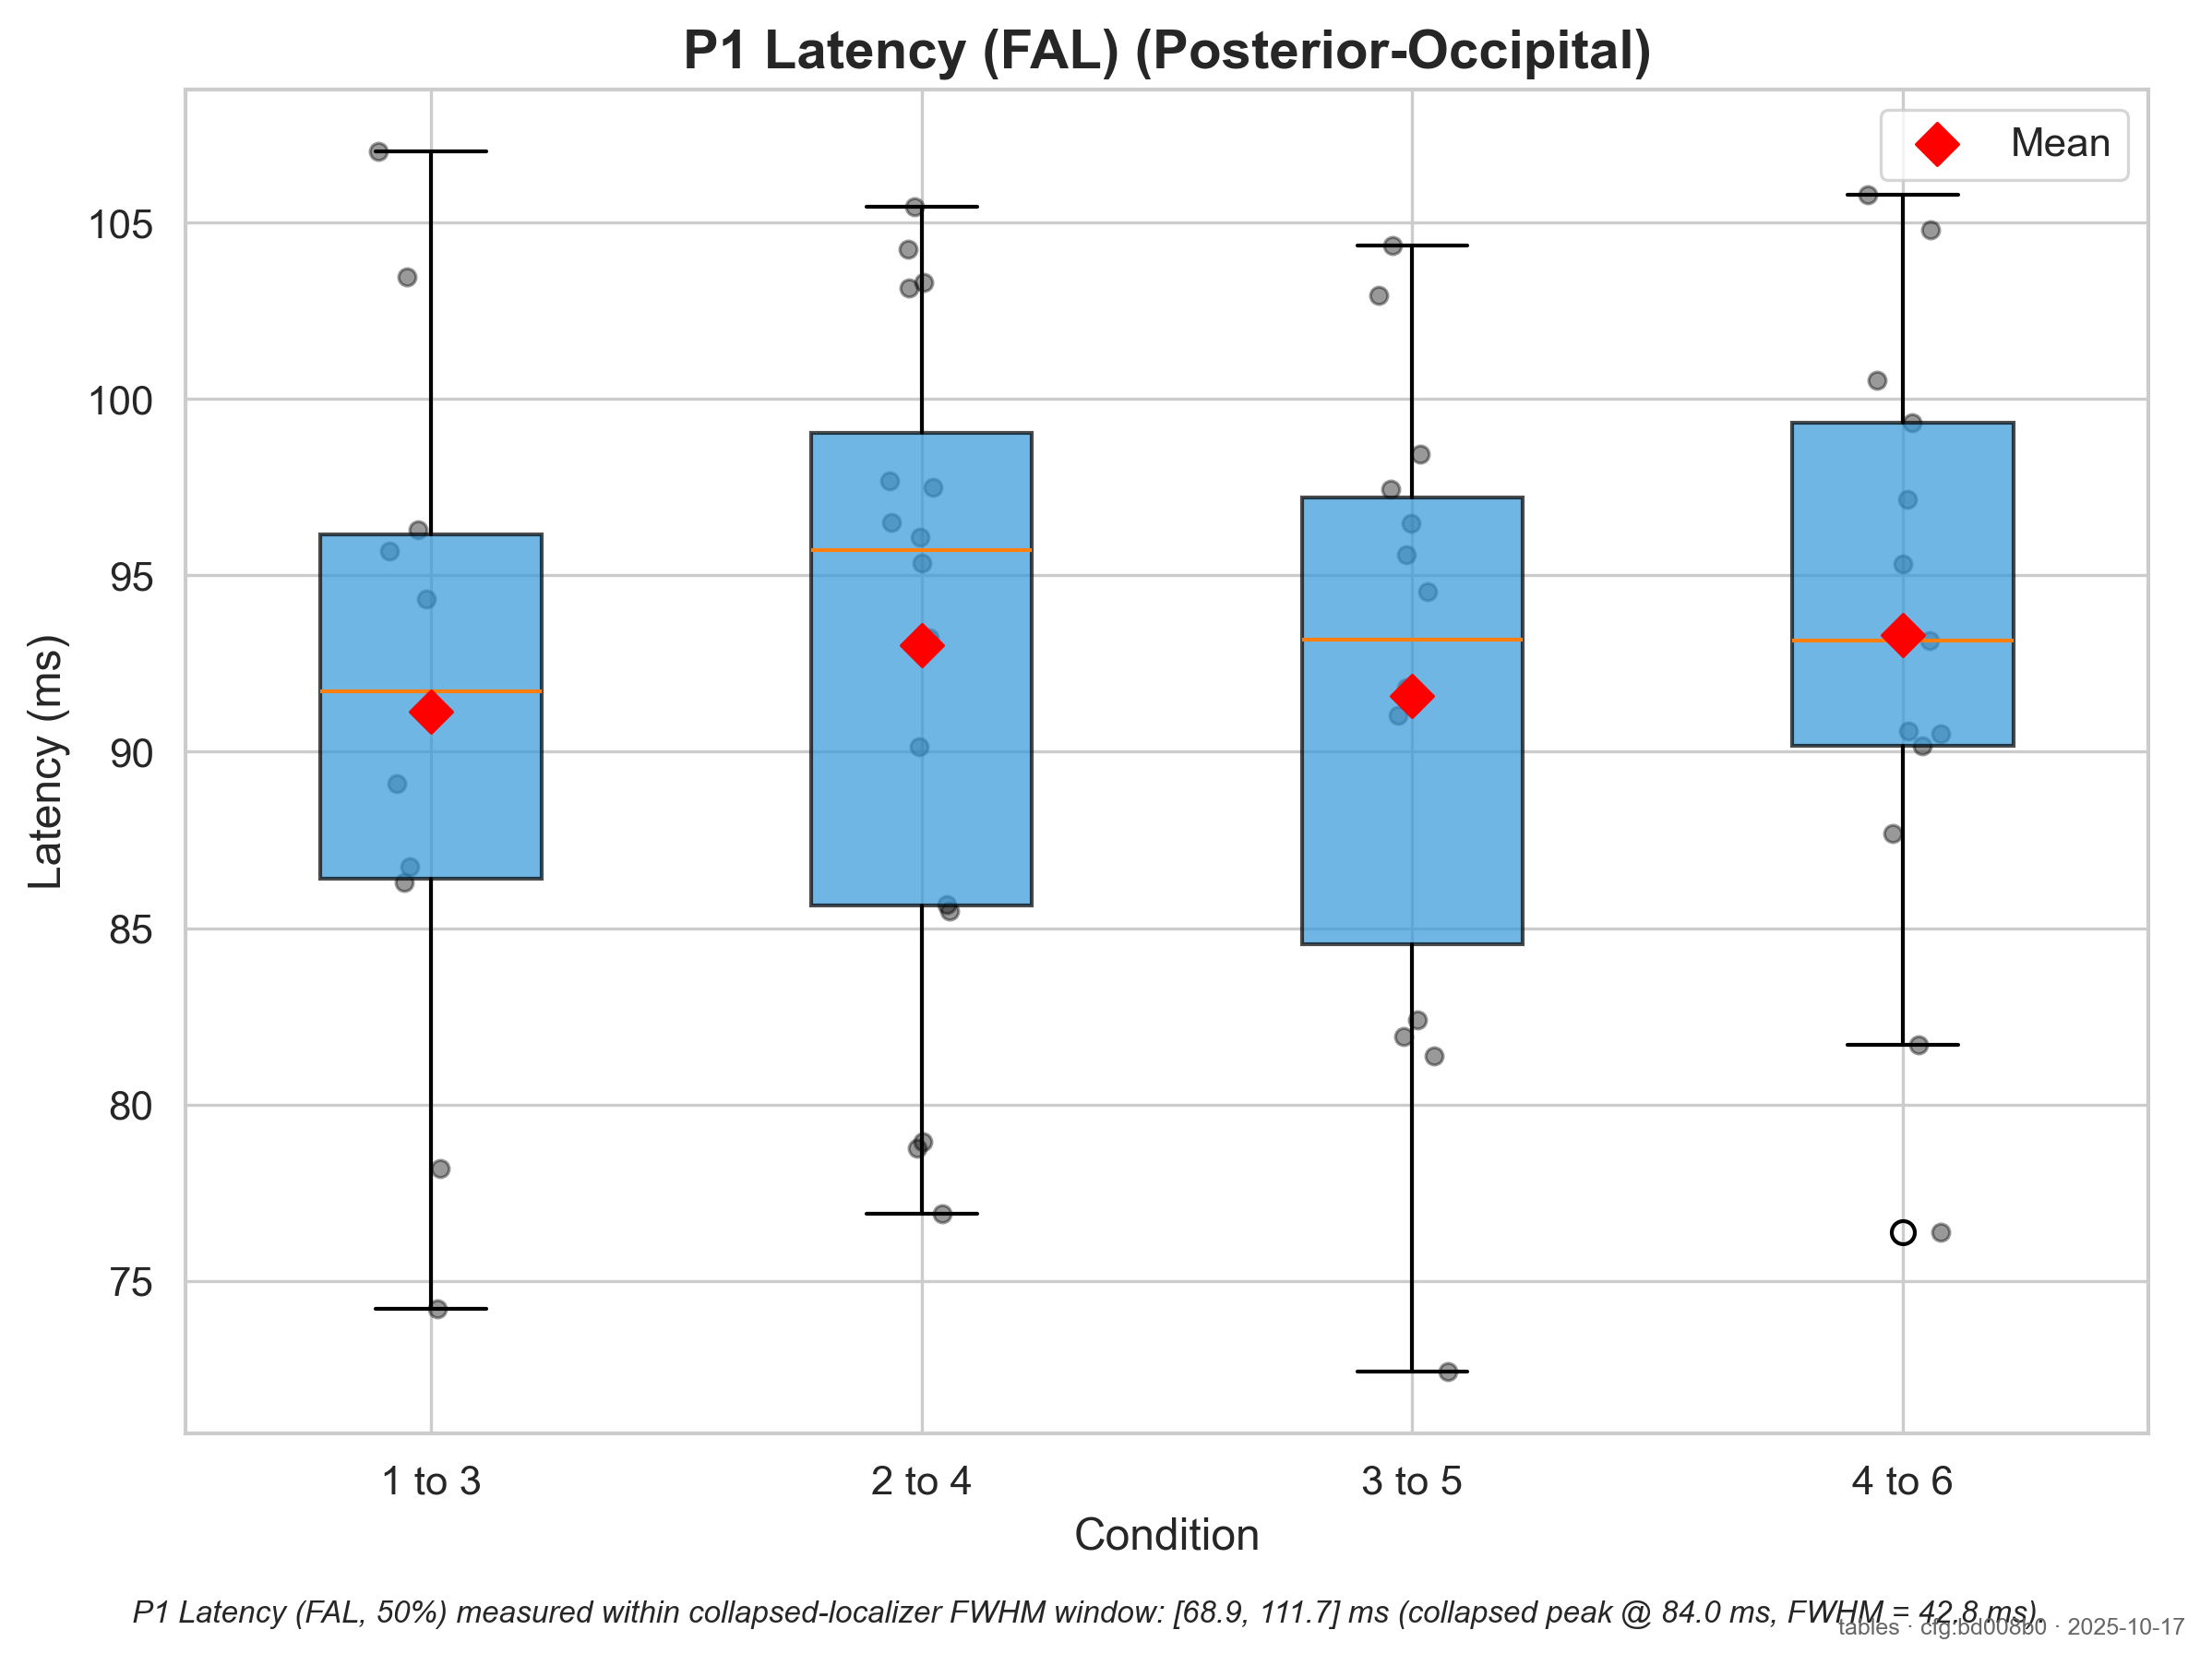 P1 Latency (FAL) (Posterior-Occipital)
Mean
105
100
95
90
85
80
75
Latency (ms)
1 to 3
2 to 4
3 to 5
4 to 6
Condition
P1 Latency (FAL, 50%) measured within collapsed-localizer FWHM window: [68.9, 111.7] ms (collapsed peak @ 84.0 ms, FWHM = 42.8 ms).
tables · cfg:bd008b0 · 2025-10-17